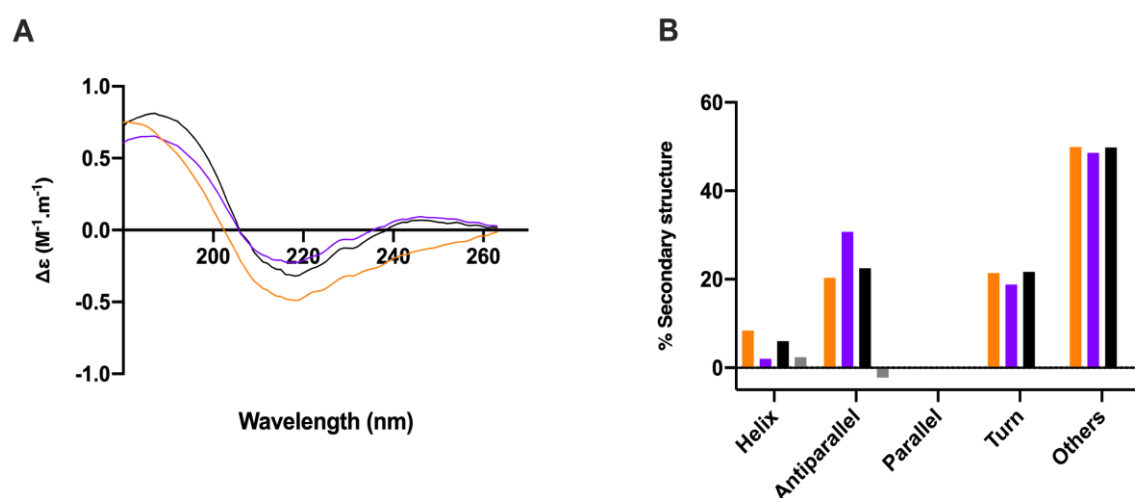 A
B
Δε (M⁻¹.m⁻¹)
1.0
0.5
0.0
-0.5
-1.0
200
220
240
260
Wavelength (nm)
% Secondary structure
60
40
20
0
Helix
Antiparallel
Parallel
Turn
Others